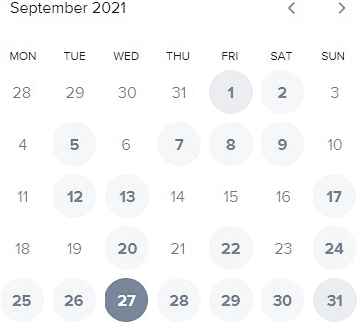 September 2021
MON TUE WED THU FRI SAT SUN
28 29 30 31 1 2 3
4 5 6 7 8 9 10
11 12 13 14 15 16 17
18 19 20 21 22 23 24
25 26 27 28 29 30 31